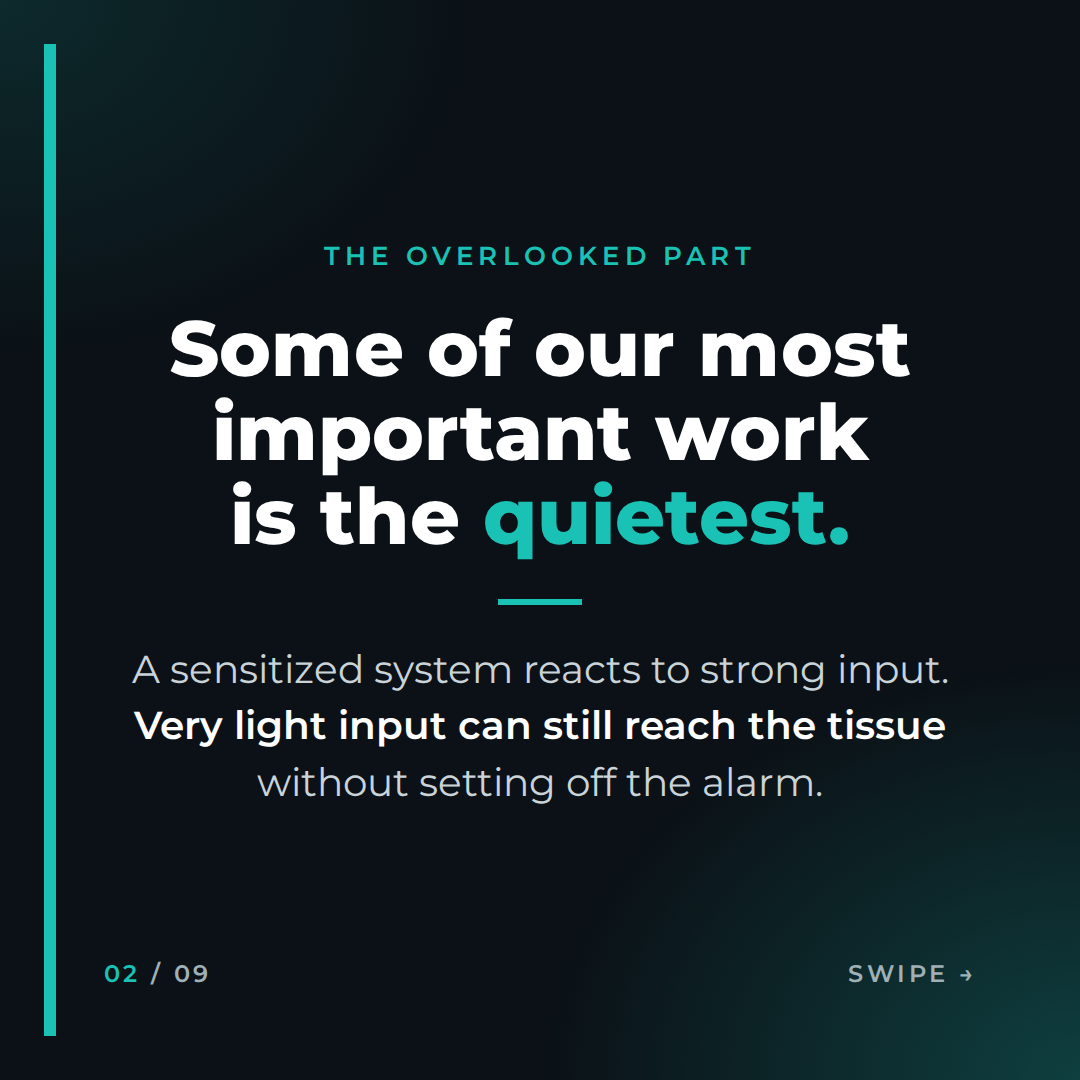 THE OVERLOOKED PART
Some of our most
important work
is the quietest.
A sensitized system reacts to strong input.
Very light input can still reach the tissue
without setting off the alarm.
02 / 09
SWIPE →